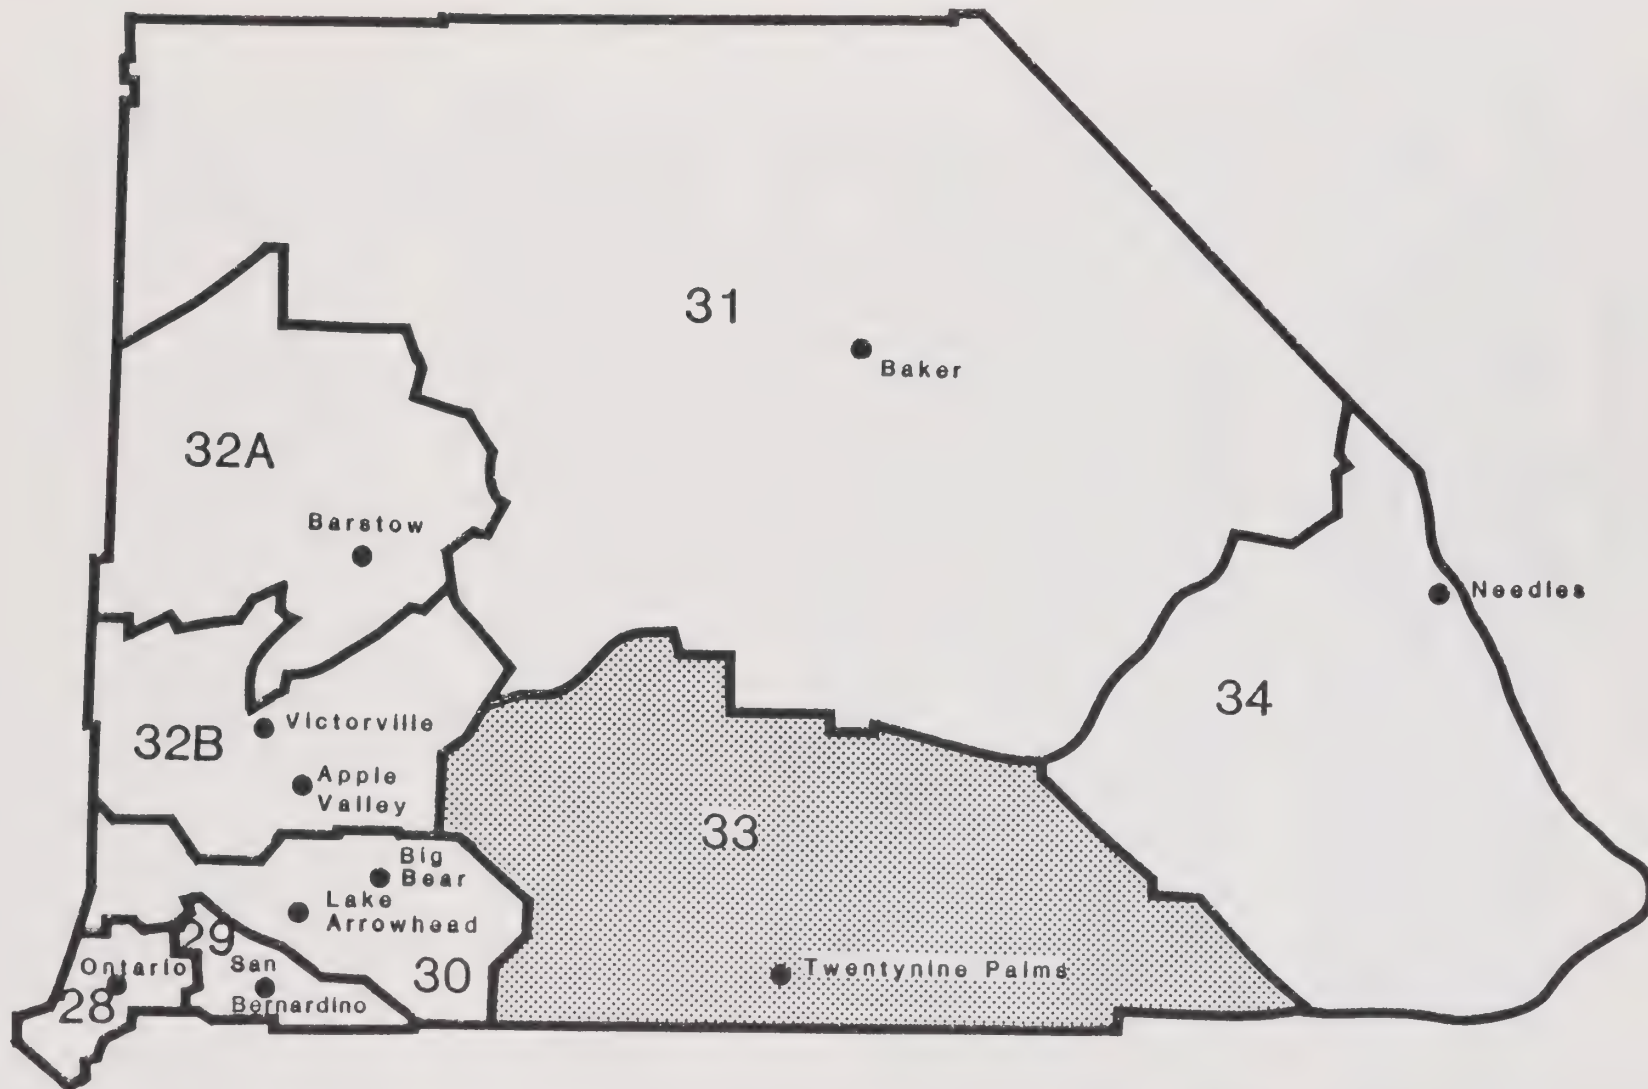 31
Baker
32A
Barstow
Needles
34
32B
Victorville
Apple
Valley
33
Big
Bear
Lake
Arrowhead
29
Ontario
San
30
Twentynine Palms
28
Bernardino